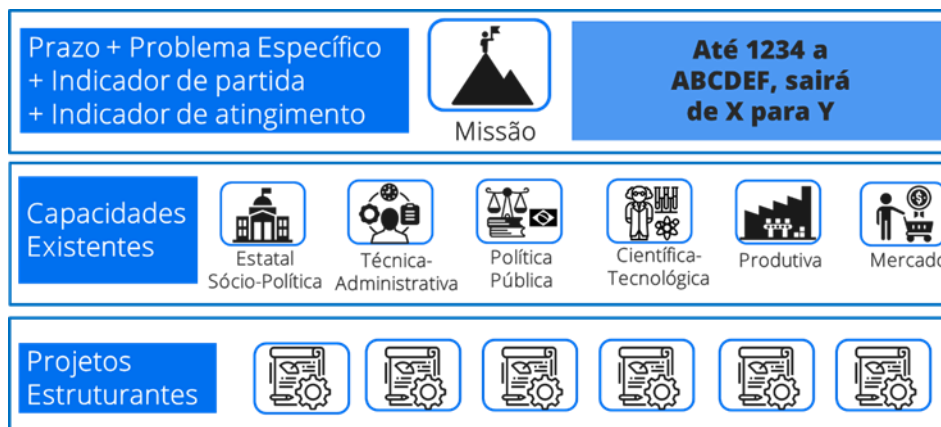 Prazo + Problema Específico
+ Indicador de partida
+ Indicador de atingimento
Missão
Até 1234 a
ABCDEF, sairá
de X para Y
Capacidades
Existentes
Estatal
Sócio-Política
Técnica-
Administrativa
Política
Pública
Científica-
Tecnológica
Produtiva
Mercado
Projetos
Estruturantes